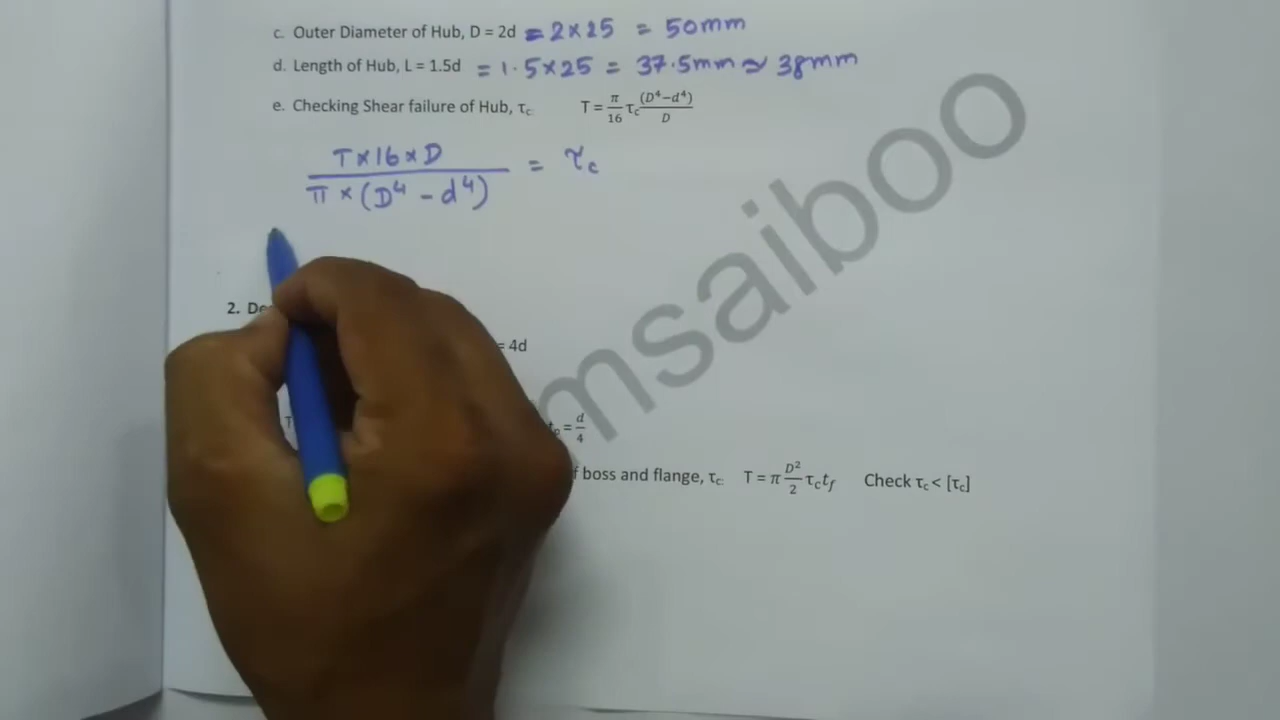 c. Outer Diameter of Hub, D = 2d = 2 × 25 = 50mm
d. Length of Hub, L = 1.5d = 1.5 × 25 = 37.5mm ≃ 38mm
e. Checking Shear failure of Hub, τc T = π/16 τc (D⁴−d⁴)/D
T × 16 × D / π × (D⁴ − d⁴) = τc
2.
= 4d
= d/4
boss and flange, τc T = π D²/2 τc tf Check τc < [τc]
msaiboo